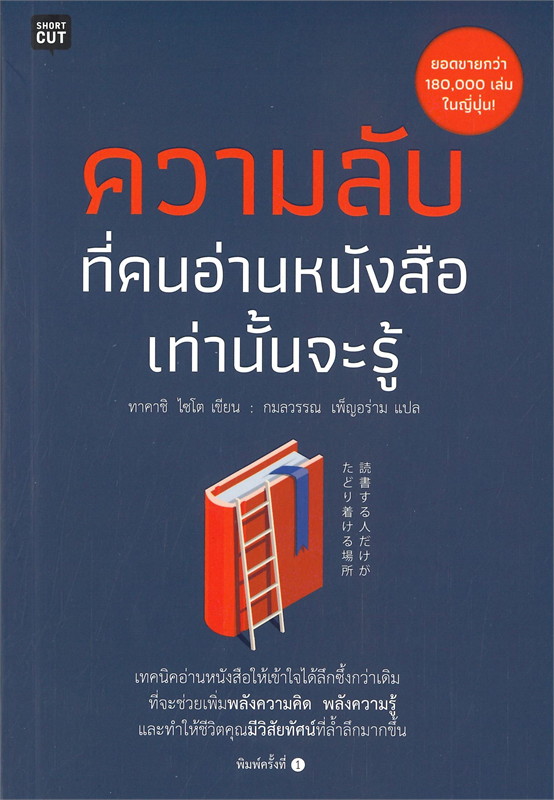 SHORT
CUT
ยอดขายกว่า
180,000 เล่ม
ในญี่ปุ่น!
ความลับ
ที่คนอ่านหนังสือ
เท่านั้นจะรู้
ทาคาชิ ไซโต เขียน : กมลวรรณ เพ็ญอร่าม แปล
読書する人だけが
たどり着ける場所
เทคนิคอ่านหนังสือให้เข้าใจได้ลึกซึ้งกว่าเดิม
ที่จะช่วยเพิ่มพลังความคิด พลังความรู้
และทำให้ชีวิตคุณมีวิสัยทัศน์ที่ล้ำลึกมากขึ้น
พิมพ์ครั้งที่ 1